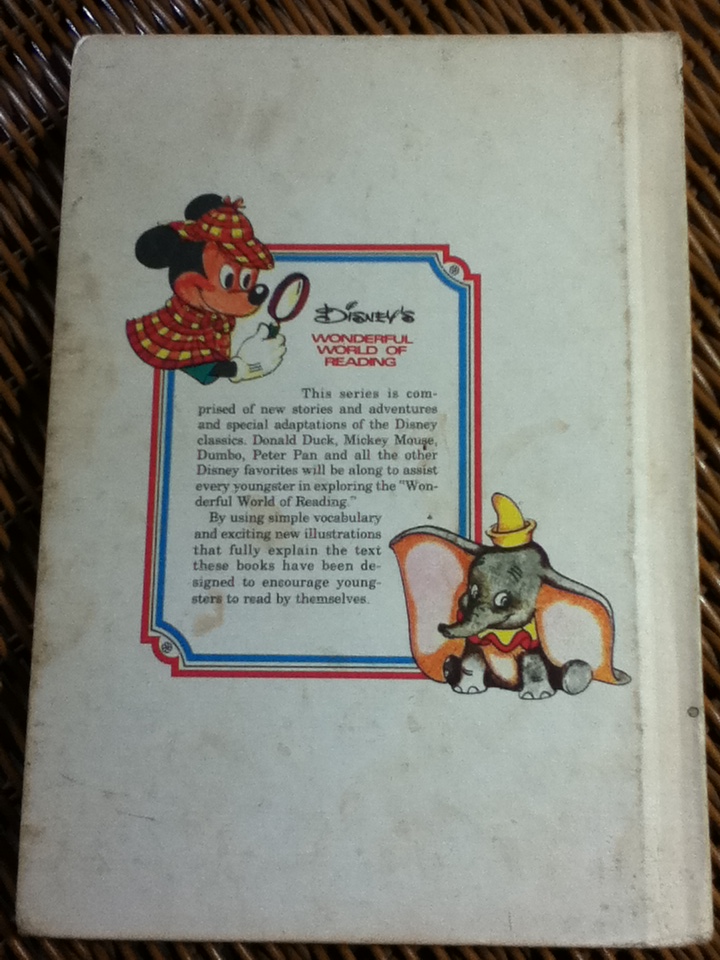 Disney's
WONDERFUL
WORLD OF
READING
This series is com-
prised of new stories and adventures
and special adaptations of the Disney
classics. Donald Duck, Mickey Mouse,
Dumbo, Peter Pan and all the other
Disney favorites will be along to assist
every youngster in exploring the "Won-
derful World of Reading."
By using simple vocabulary
and exciting new illustrations
that fully explain the text
these books have been de-
signed to encourage young-
sters to read by themselves.